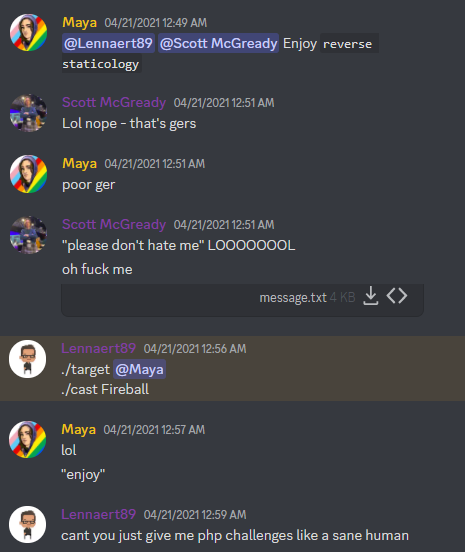 Maya 04/21/2021 12:49 AM
@Lennaert89 @Scott McGready Enjoy reverse
staticology
Scott McGready 04/21/2021 12:51 AM
Lol nope - that's gers
Maya 04/21/2021 12:51 AM
poor ger
Scott McGready 04/21/2021 12:51 AM
"please don't hate me" LOOOOOOOL
oh fuck me
message.txt 4 KB
Lennaert89 04/21/2021 12:56 AM
./target @Maya
./cast Fireball
Maya 04/21/2021 12:57 AM
lol
"enjoy"
Lennaert89 04/21/2021 12:59 AM
cant you just give me php challenges like a sane human